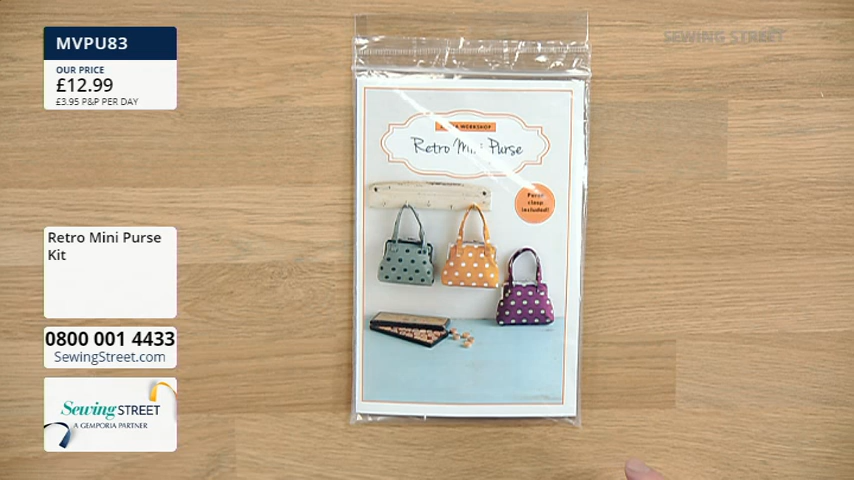 MVPU83
OUR PRICE
£12.99
£3.95 P&P PER DAY
Retro Mini Purse
Kit
0800 001 4433
SewingStreet.com
Sewing STREET
A GEMPORIA PARTNER
SEWING STREET
WORKSHOP
Retro Mini Purse
Purse
clasp
included!